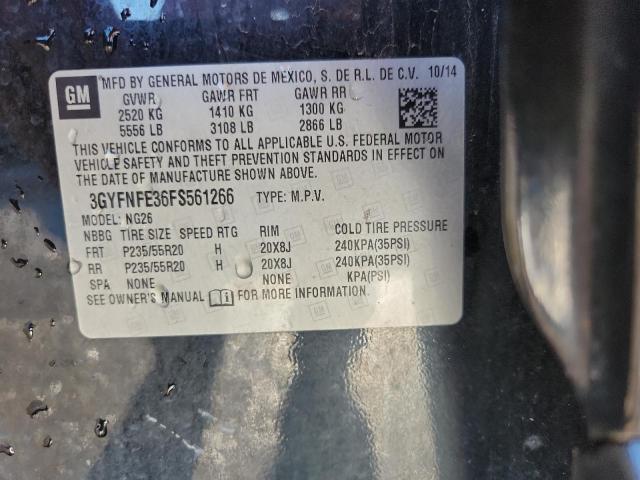 GM
MFD BY GENERAL MOTORS DE MEXICO, S. DE R.L. DE C.V. 10/14
GVWR GAWR FRT GAWR RR
2520 KG 1410 KG 1300 KG
5556 LB 3108 LB 2866 LB
THIS VEHICLE CONFORMS TO ALL APPLICABLE U.S. FEDERAL MOTOR
VEHICLE SAFETY AND THEFT PREVENTION STANDARDS IN EFFECT ON THE
DATE OF MANUFACTURE SHOWN ABOVE.
3GYFNFE36FS561266 TYPE: M.P.V.
MODEL: NG26
NBBG TIRE SIZE SPEED RTG RIM COLD TIRE PRESSURE
FRT P235/55R20 H 20X8J 240KPA(35PSI)
RR P235/55R20 H 20X8J 240KPA(35PSI)
SPA NONE NONE KPA(PSI)
SEE OWNER'S MANUAL FOR MORE INFORMATION.